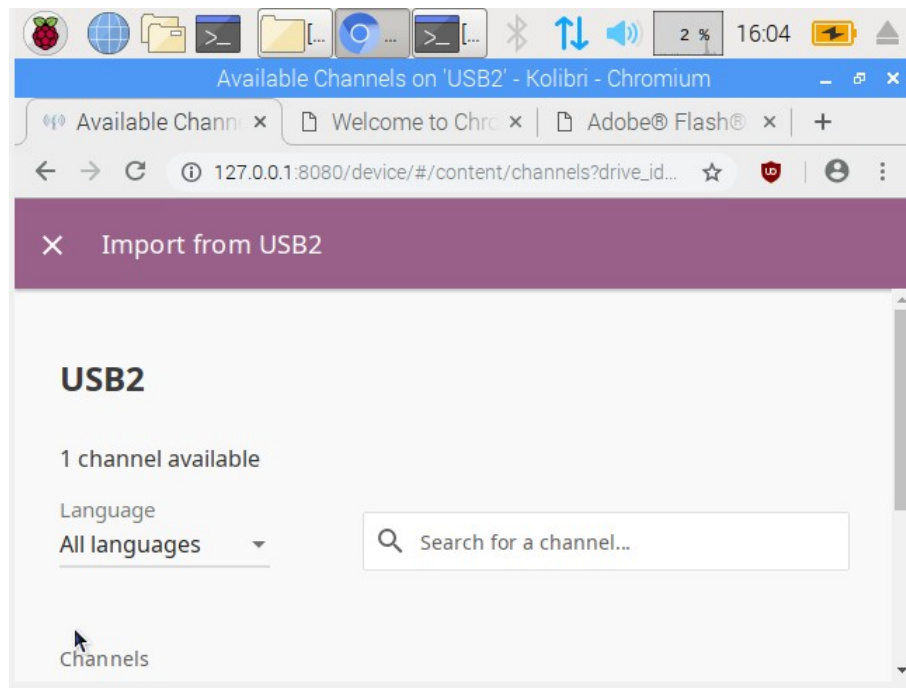 [... ... [... 2 % 16:04
Available Channels on 'USB2' - Kolibri - Chromium
Available Chann Welcome to Chrc Adobe® Flash®
127.0.0.1:8080/device/#/content/channels?drive_id...
Import from USB2
USB2
1 channel available
Language
All languages
Search for a channel...
Channels